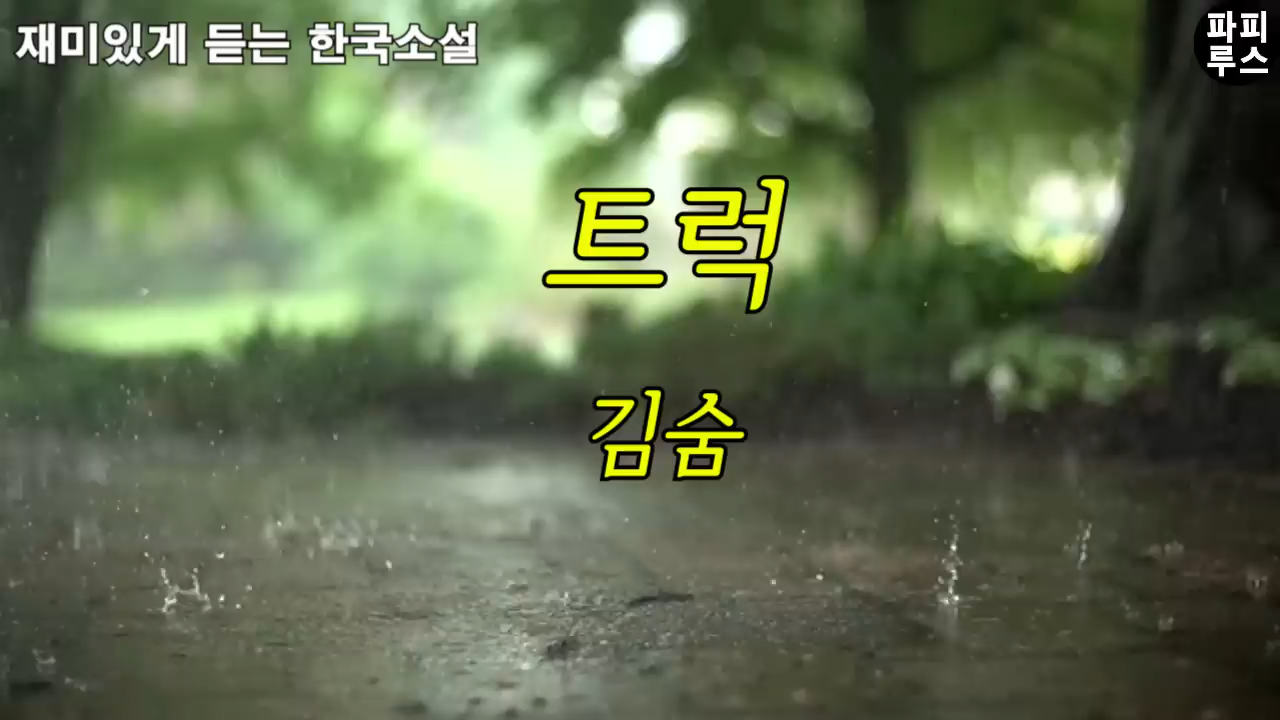 재미있게 듣는 한국소설
파피
루스
트럭
김숨